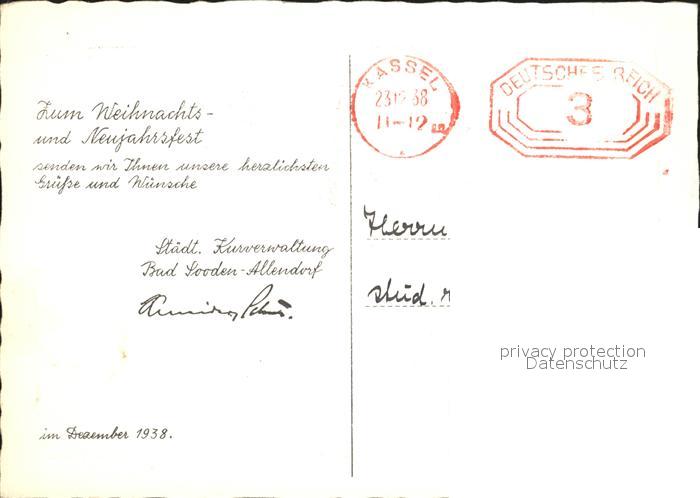 Zum Weihnachts-
und Neujahrsfest
senden wir Ihnen unsere herzlichsten
Grüße und Wünsche
Städt. Kurverwaltung
Bad Sooden-Allendorf
im Dezember 1938.
KASSEL
23.12.38
11-12
DEUTSCHES REICH
3
Herrn
stud. r
privacy protection
Datenschutz